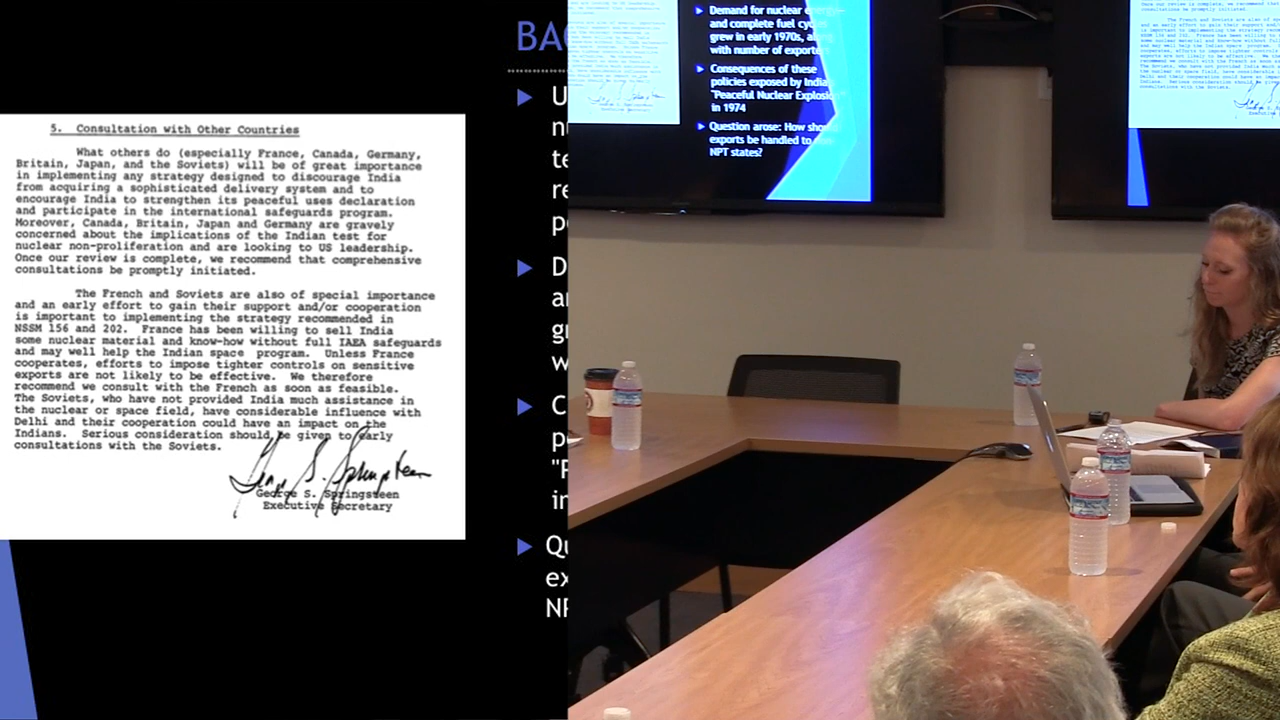 5. Consultation with Other Countries
What others do (especially France, Canada, Germany,
Britain, Japan, and the Soviets) will be of great importance
in implementing any strategy designed to discourage India
from acquiring a sophisticated delivery system and to
encourage India to strengthen its peaceful uses declaration
and participate in the international safeguards program.
Moreover, Canada, Britain, Japan and Germany are gravely
concerned about the implications of the Indian test for
nuclear non-proliferation and are looking to US leadership.
Once our review is complete, we recommend that comprehensive
consultations be promptly initiated.
The French and Soviets are also of special importance
and an early effort to gain their support and/or cooperation
is important to implementing the strategy recommended in
NSSM 156 and 202. France has been willing to sell India
some nuclear material and know-how without full IAEA safeguards
and may well help the Indian space program. Unless France
cooperates, efforts to impose tighter controls on sensitive
exports are not likely to be effective. We therefore
recommend we consult with the French as soon as feasible.
The Soviets, who have not provided India much assistance in
the nuclear or space field, have considerable influence with
Delhi and their cooperation could have an impact on the
Indians. Serious consideration should be given to early
consultations with the Soviets.
George S. Springsteen
George S. Springsteen
Executive Secretary
BA
U
n
te
re
p
D
a
g
w
C
p
"P
in
Qu
ex
NP
Demand for nuclear energy
and complete fuel cyc
grew in early 1970s, a
with number of exporte
Consequences of these
policies exposed by India
"Peaceful Nuclear Explosion"
in 1974
Question arose: How shou
exports be handled to
NPT states?